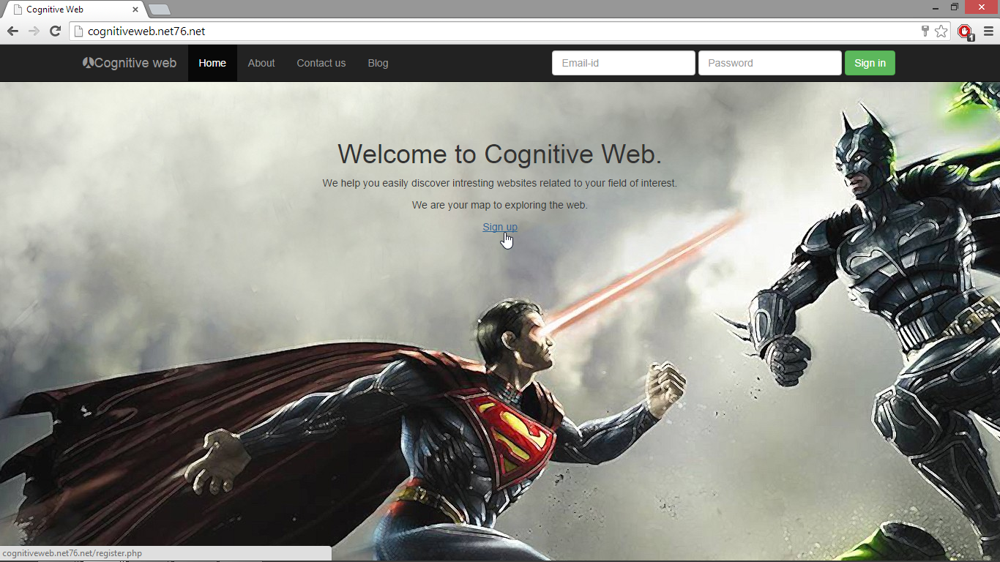 Cognitive Web
cognitiveweb.net76.net
1
Cognitive web Home About Contact us Blog Email-id Password Sign in
Welcome to Cognitive Web.
We help you easily discover intresting websites related to your field of interest.
We are your map to exploring the web.
Sign up
cognitiveweb.net76.net/register.php